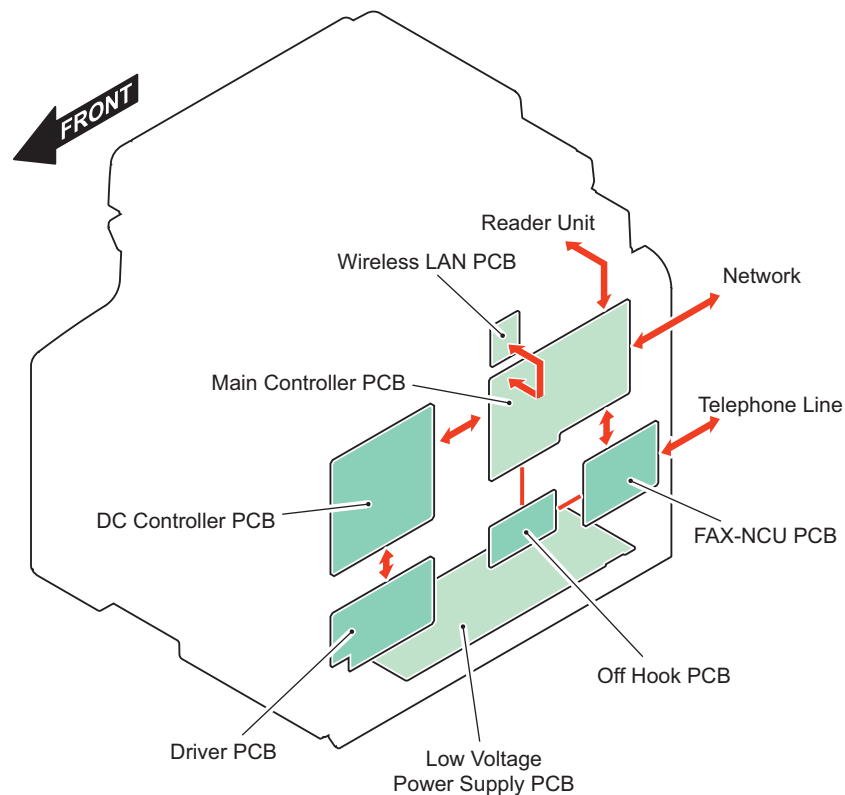 FRONT
Reader Unit
Wireless LAN PCB
Network
Main Controller PCB
Telephone Line
DC Controller PCB
FAX-NCU PCB
Off Hook PCB
Driver PCB
Low Voltage
Power Supply PCB